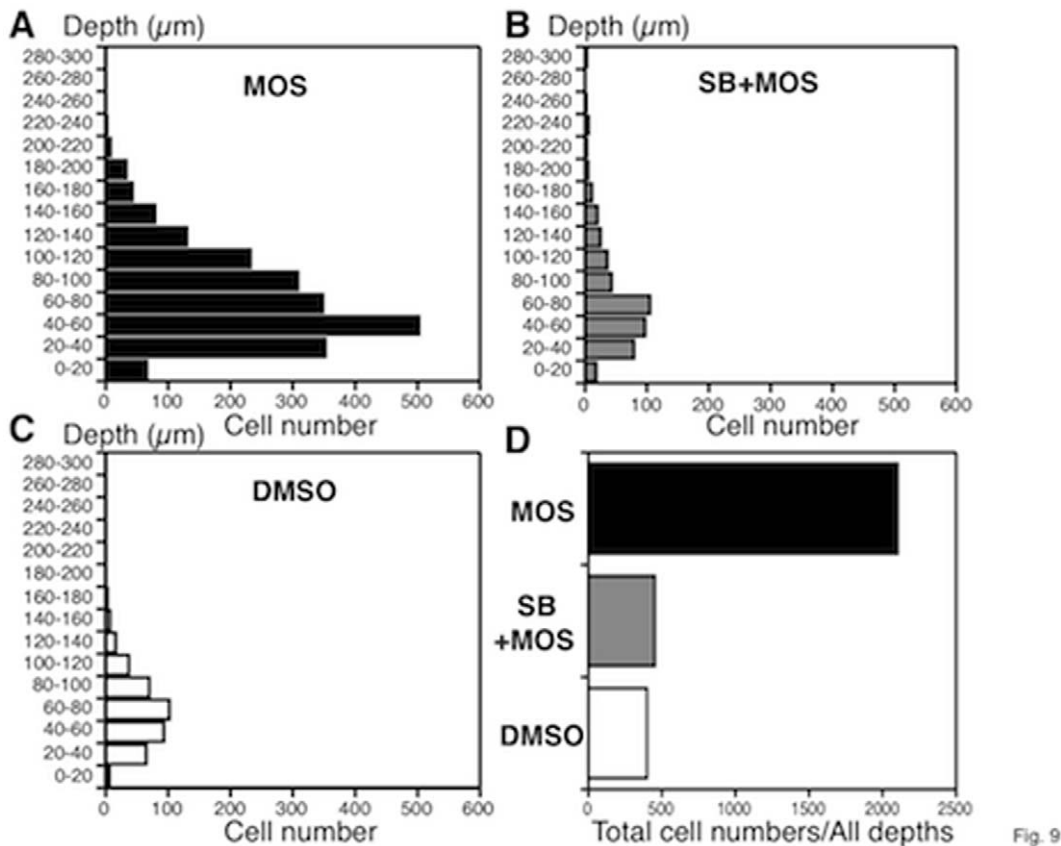 A Depth (µm)
280-300
260-280
240-260
220-240
200-220
180-200
160-180
140-160
120-140
100-120
80-100
60-80
40-60
20-40
0-20
MOS
0 100 200 300 400 500 600
Cell number
B Depth (µm)
280-300
260-280
240-260
220-240
200-220
180-200
160-180
140-160
120-140
100-120
80-100
60-80
40-60
20-40
0-20
SB+MOS
0 100 200 300 400 500 600
Cell number
C Depth (µm)
280-300
260-280
240-260
220-240
200-220
180-200
160-180
140-160
120-140
100-120
80-100
60-80
40-60
20-40
0-20
DMSO
0 100 200 300 400 500 600
Cell number
D
MOS
SB
+MOS
DMSO
0 500 1000 1500 2000 2500
Total cell numbers/All depths
Fig. 9